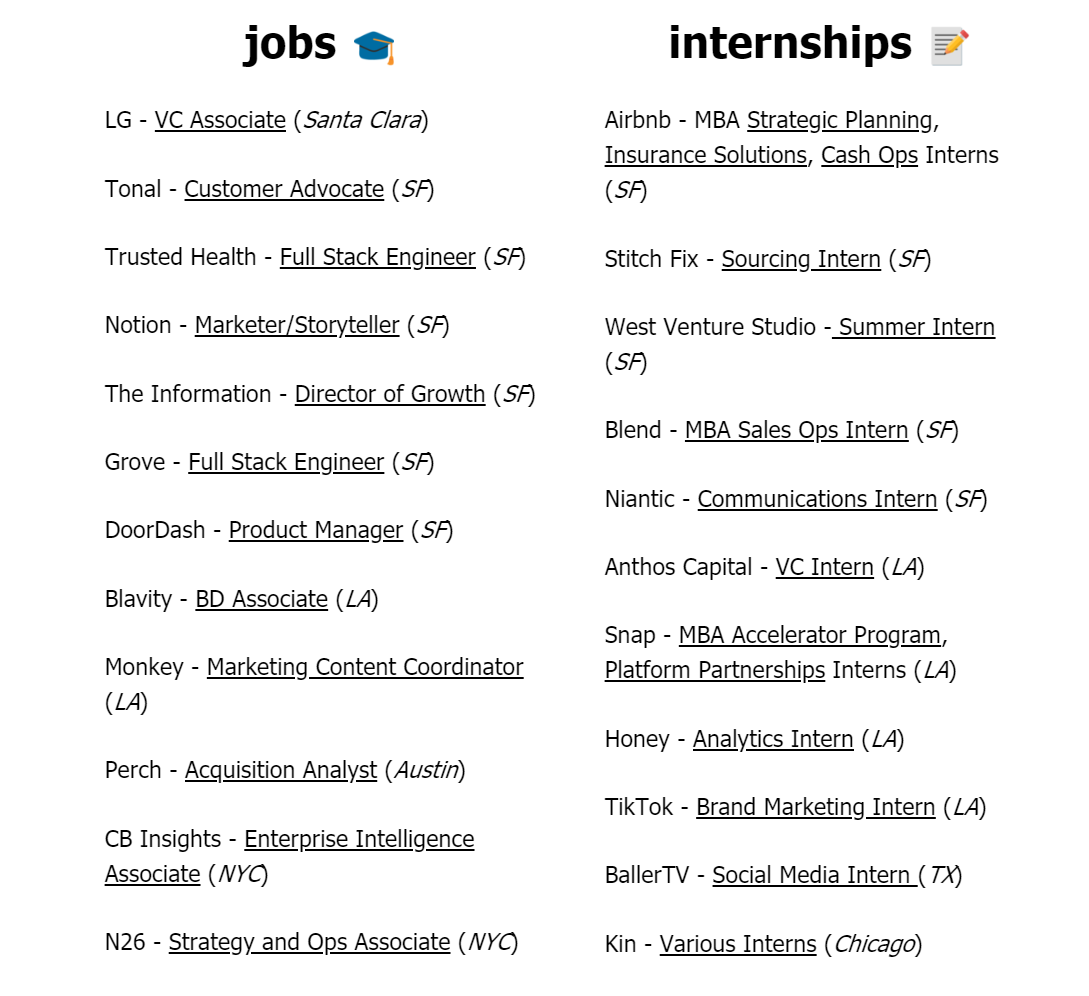 jobs 🎓
LG - VC Associate (Santa Clara)
Tonal - Customer Advocate (SF)
Trusted Health - Full Stack Engineer (SF)
Notion - Marketer/Storyteller (SF)
The Information - Director of Growth (SF)
Grove - Full Stack Engineer (SF)
DoorDash - Product Manager (SF)
Blavity - BD Associate (LA)
Monkey - Marketing Content Coordinator
(LA)
Perch - Acquisition Analyst (Austin)
CB Insights - Enterprise Intelligence
Associate (NYC)
N26 - Strategy and Ops Associate (NYC)
internships 📝
Airbnb - MBA Strategic Planning,
Insurance Solutions, Cash Ops Interns
(SF)
Stitch Fix - Sourcing Intern (SF)
West Venture Studio - Summer Intern
(SF)
Blend - MBA Sales Ops Intern (SF)
Niantic - Communications Intern (SF)
Anthos Capital - VC Intern (LA)
Snap - MBA Accelerator Program,
Platform Partnerships Interns (LA)
Honey - Analytics Intern (LA)
TikTok - Brand Marketing Intern (LA)
BallerTV - Social Media Intern (TX)
Kin - Various Interns (Chicago)